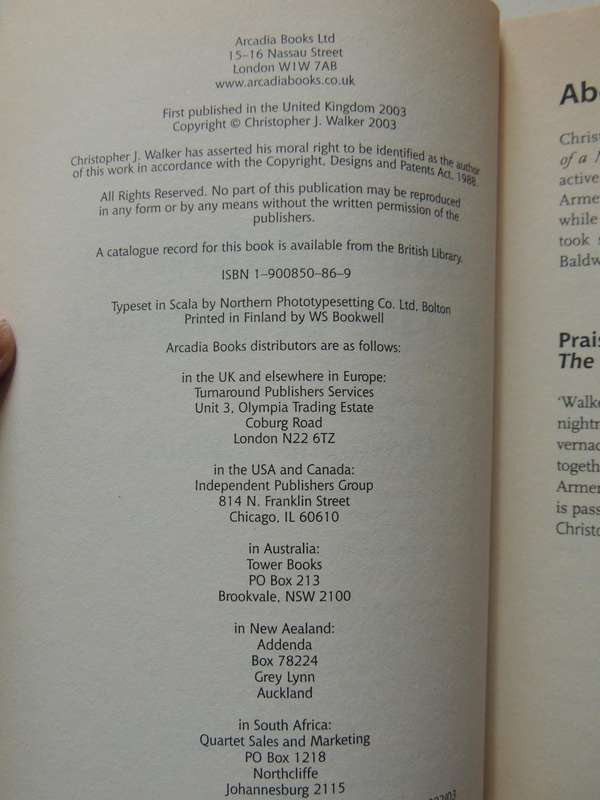 Arcadia Books Ltd
15–16 Nassau Street
London W1W 7AB
www.arcadiabooks.co.uk
First published in the United Kingdom 2003
Copyright © Christopher J. Walker 2003
Christopher J. Walker has asserted his moral right to be identified as the author
of this work in accordance with the Copyright, Designs and Patents Act, 1988.
All Rights Reserved. No part of this publication may be reproduced
in any form or by any means without the written permission of the
publishers.
A catalogue record for this book is available from the British Library.
ISBN 1–900850–86–9
Typeset in Scala by Northern Phototypesetting Co. Ltd, Bolton
Printed in Finland by WS Bookwell
Arcadia Books distributors are as follows:
in the UK and elsewhere in Europe:
Turnaround Publishers Services
Unit 3, Olympia Trading Estate
Coburg Road
London N22 6TZ
in the USA and Canada:
Independent Publishers Group
814 N. Franklin Street
Chicago, IL 60610
in Australia:
Tower Books
PO Box 213
Brookvale, NSW 2100
in New Aealand:
Addenda
Box 78224
Grey Lynn
Auckland
in South Africa:
Quartet Sales and Marketing
PO Box 1218
Northcliffe
Johannesburg 2115
Ab
Christ
of a
active
Arme
while
took
Baldw
Prais
The
'Walke
nightr
vernac
togeth
Armer
is pass
Christo